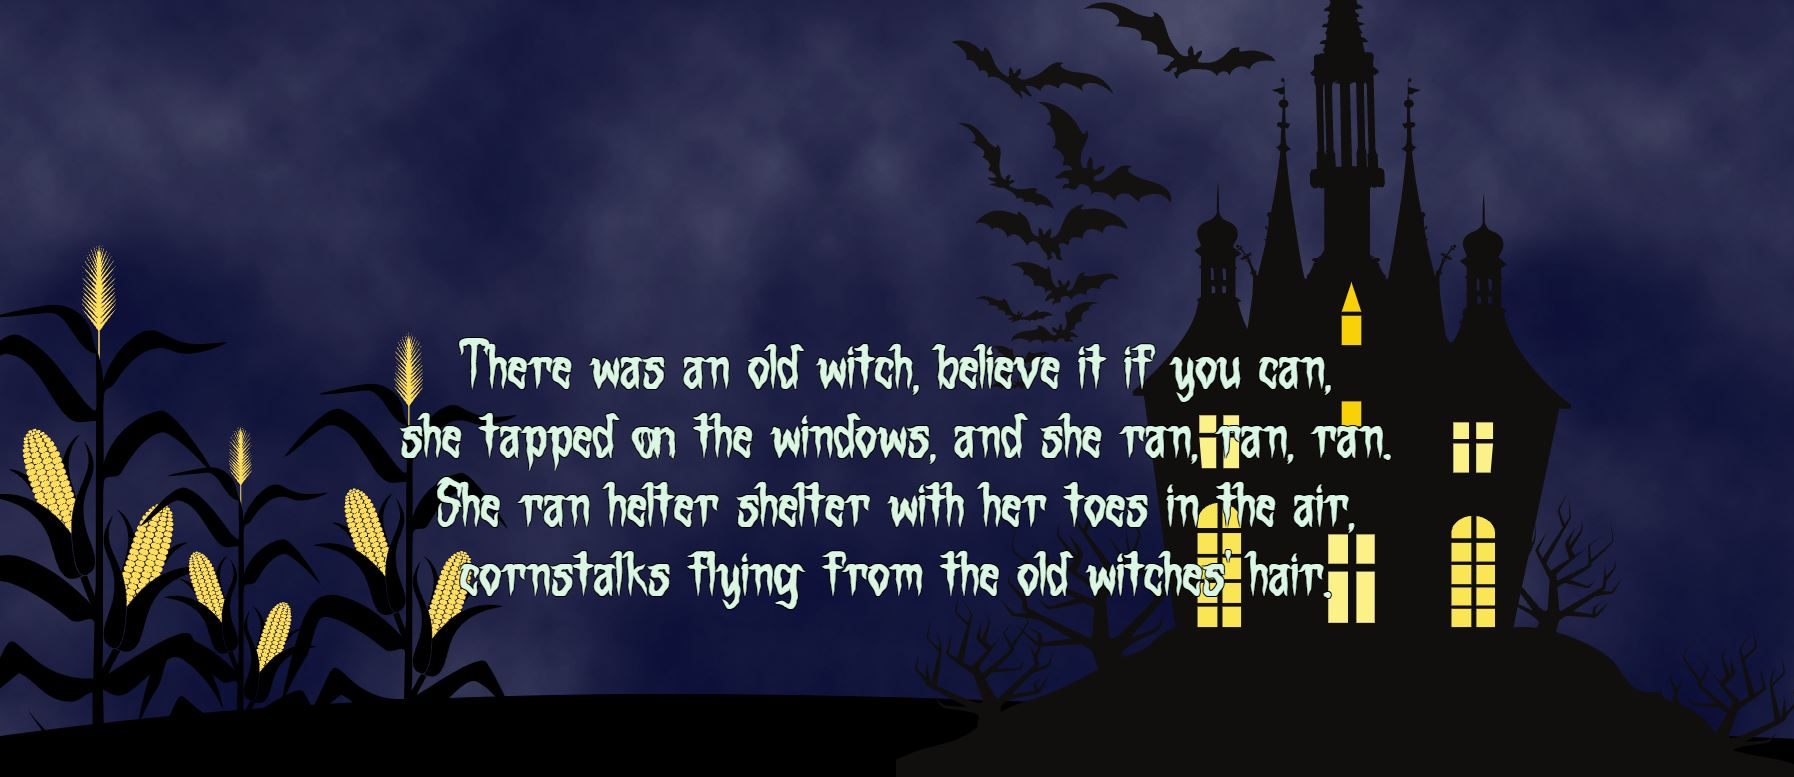 There was an old witch, believe it if you can,
she tapped on the windows, and she ran, ran, ran.
She ran helter shelter with her toes in the air,
cornstalks flying from the old witches' hair.